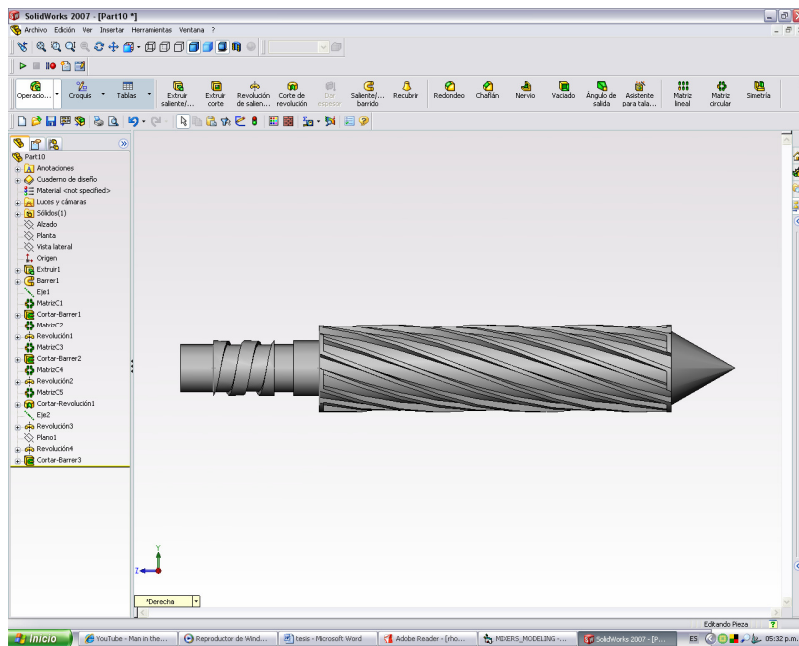 SolidWorks 2007 - [Part10 *]
Archivo Edición Ver Insertar Herramientas Ventana ?
Operacio... Croquis Tablas Extruir saliente/... Extruir corte Revolución de salien... Corte de revolución Dar espesor Saliente/... barrido Recubrir Redondeo Chaflán Nervio Vaciado Ángulo de salida Asistente para tala... Matriz lineal Matriz circular Simetría
Part10
Anotaciones
Cuaderno de diseño
Material <not specified>
Luces y cámaras
Sólidos(1)
Alzado
Planta
Vista lateral
Origen
Extruir1
Barrer1
Eje1
MatrizC1
Cortar-Barrer1
MatrizC2
Revolución1
MatrizC3
Cortar-Barrer2
MatrizC4
Revolución2
MatrizC5
Cortar-Revolución1
Eje2
Revolución3
Plano1
Revolución4
Cortar-Barrer3
Y
Z
*Derecha
Editando Pieza
Inicio YouTube - Man in the... Reproductor de Wind... tesis - Microsoft Word Adobe Reader - [rho... MIXERS_MODELING -... SolidWorks 2007 - [P... ES 05:32 p.m.